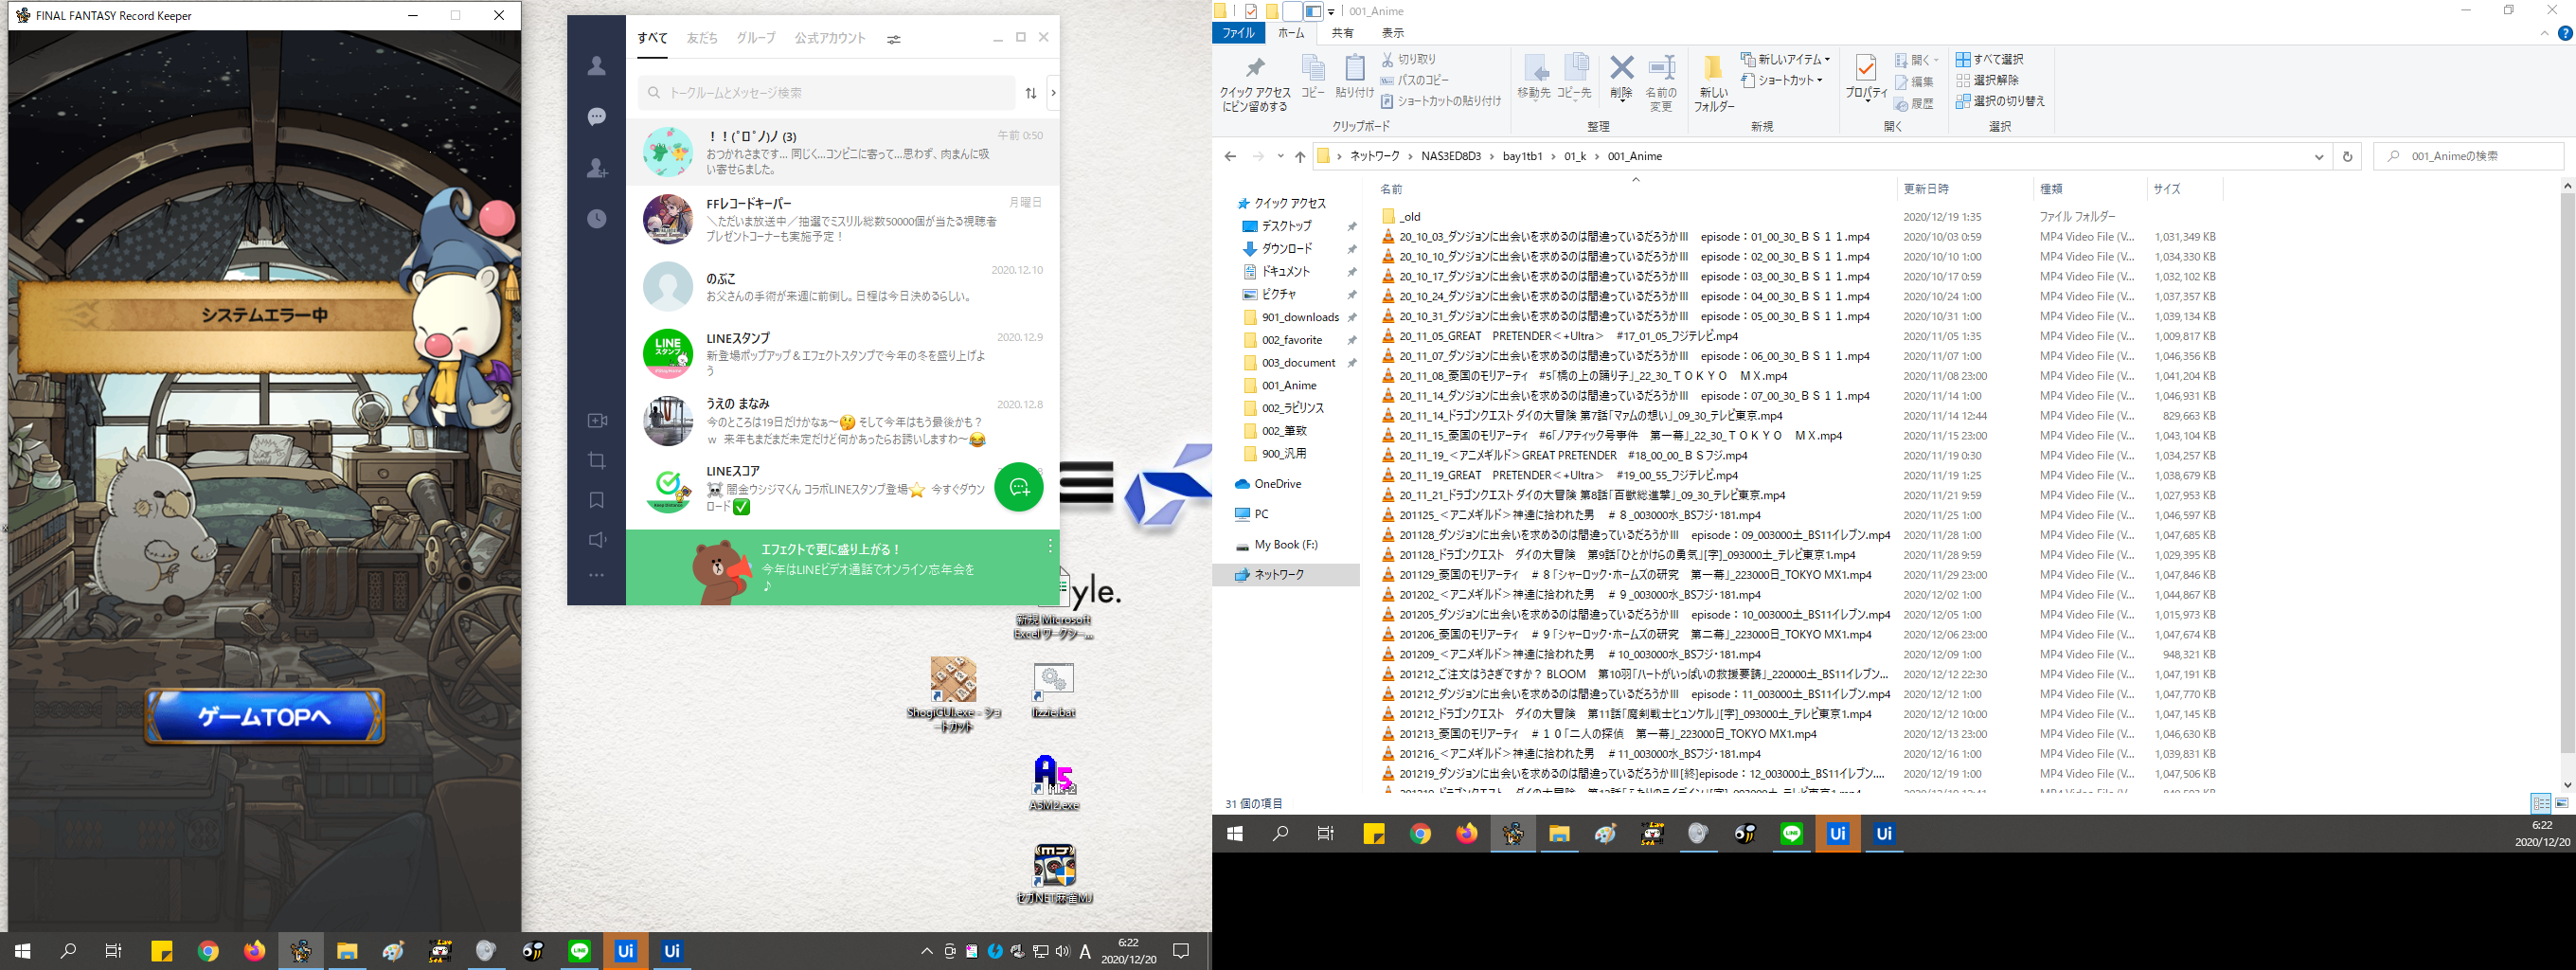 FINAL FANTASY Record Keeper
システムエラー中
ゲームTOPへ
すべて
友だち
グループ
公式アカウント
トークルームとメッセージ検索
！！(ﾟロﾟノ)ノ (3)
午前 0:50
おつかれさまです... 同じく...コンビニに寄って...思わず、肉まんに吸
い寄せらました。
FFレコードキーパー
月曜日
＼ただいま放送中／抽選でミスリル総数50000個が当たる視聴者
プレゼントコーナーも実施予定！
のぶこ
2020.12.10
お父さんの手術が来週に前倒し。日程は今日決めるらしい。
LINEスタンプ
2020.12.9
新登場ポップアップ＆エフェクトスタンプで今年の冬を盛り上げよ
う
うえの まなみ
2020.12.8
今のところは19日だけかなぁ〜🤔 そして今年はもう最後かも？
w 来年もまだまだ未定だけど何かあったらお誘いしますわ〜😂
LINEスコア
☠ 闇金ウシジマくん コラボLINEスタンプ登場⭐ 今すぐダウン
ロード✅
エフェクトで更に盛り上がる！
今年はLINEビデオ通話でオンライン忘年会を
♪
yle.
新規 Microsoft
Excel ワークシー...
ShogiGUI.exe - ショ
ートカット
lizzie.bat
ASM2.exe
セガNET麻雀MJ
6:22
2020/12/20
001_Anime
ファイル
ホーム
共有
表示
クイック アクセス
にピン留めする
コピー
貼り付け
切り取り
パスのコピー
ショートカットの貼り付け
クリップボード
移動先
コピー先
削除
名前の
変更
整理
新しい
フォルダー
新しいアイテム
ショートカット
新規
プロパティ
開く
編集
履歴
開く
すべて選択
選択解除
選択の切り替え
選択
ネットワーク › NAS3ED8D3 › bay1tb1 › 01_k › 001_Anime
001_Animeの検索
クイック アクセス
デスクトップ
ダウンロード
ドキュメント
ピクチャ
901_downloads
002_favorite
003_document
001_Anime
002_ラビリンス
002_筆致
900_汎用
OneDrive
PC
My Book (F:)
ネットワーク
名前 更新日時 種類 サイズ
_old 2020/12/19 1:35 ファイル フォルダー
20_10_03_ダンジョンに出会いを求めるのは間違っているだろうかⅢ　episode：01_00_30_ＢＳ１１.mp4 2020/10/03 0:59 MP4 Video File (V... 1,031,349 KB
20_10_10_ダンジョンに出会いを求めるのは間違っているだろうかⅢ　episode：02_00_30_ＢＳ１１.mp4 2020/10/10 1:00 MP4 Video File (V... 1,034,330 KB
20_10_17_ダンジョンに出会いを求めるのは間違っているだろうかⅢ　episode：03_00_30_ＢＳ１１.mp4 2020/10/17 0:59 MP4 Video File (V... 1,032,102 KB
20_10_24_ダンジョンに出会いを求めるのは間違っているだろうかⅢ　episode：04_00_30_ＢＳ１１.mp4 2020/10/24 1:00 MP4 Video File (V... 1,037,357 KB
20_10_31_ダンジョンに出会いを求めるのは間違っているだろうかⅢ　episode：05_00_30_ＢＳ１１.mp4 2020/10/31 1:00 MP4 Video File (V... 1,039,134 KB
20_11_05_GREAT　PRETENDER＜+Ultra＞　#17_01_05_フジテレビ.mp4 2020/11/05 1:35 MP4 Video File (V... 1,009,817 KB
20_11_07_ダンジョンに出会いを求めるのは間違っているだろうかⅢ　episode：06_00_30_ＢＳ１１.mp4 2020/11/07 1:00 MP4 Video File (V... 1,046,356 KB
20_11_08_憂国のモリアーティ　#5「橋の上の踊り子」_22_30_ＴＯＫＹＯ　ＭＸ.mp4 2020/11/08 23:00 MP4 Video File (V... 1,041,204 KB
20_11_14_ダンジョンに出会いを求めるのは間違っているだろうかⅢ　episode：07_00_30_ＢＳ１１.mp4 2020/11/14 1:00 MP4 Video File (V... 1,046,931 KB
20_11_14_ドラゴンクエスト ダイの大冒険 第7話「マァムの想い」_09_30_テレビ東京.mp4 2020/11/14 12:44 MP4 Video File (V... 829,663 KB
20_11_15_憂国のモリアーティ　#6「ノアティック号事件　第一幕」_22_30_ＴＯＫＹＯ　ＭＸ.mp4 2020/11/15 23:00 MP4 Video File (V... 1,043,104 KB
20_11_19_＜アニメギルド＞GREAT PRETENDER　#18_00_00_ＢＳフジ.mp4 2020/11/19 0:30 MP4 Video File (V... 1,034,257 KB
20_11_19_GREAT　PRETENDER＜+Ultra＞　#19_00_55_フジテレビ.mp4 2020/11/19 1:25 MP4 Video File (V... 1,038,679 KB
20_11_21_ドラゴンクエスト ダイの大冒険 第8話「百獣総進撃」_09_30_テレビ東京.mp4 2020/11/21 9:59 MP4 Video File (V... 1,027,953 KB
201125_＜アニメギルド＞神達に拾われた男　＃８_003000水_BSフジ・181.mp4 2020/11/25 1:00 MP4 Video File (V... 1,046,597 KB
201128_ダンジョンに出会いを求めるのは間違っているだろうかⅢ　episode：09_003000土_BS11イレブン.mp4 2020/11/28 1:00 MP4 Video File (V... 1,047,685 KB
201128_ドラゴンクエスト　ダイの大冒険　第9話「ひとかけらの勇気」[字]_093000土_テレビ東京1.mp4 2020/11/28 9:59 MP4 Video File (V... 1,029,395 KB
201129_憂国のモリアーティ　＃８「シャーロック・ホームズの研究　第一幕」_223000日_TOKYO MX1.mp4 2020/11/29 23:00 MP4 Video File (V... 1,047,846 KB
201202_＜アニメギルド＞神達に拾われた男　＃９_003000水_BSフジ・181.mp4 2020/12/02 1:00 MP4 Video File (V... 1,044,867 KB
201205_ダンジョンに出会いを求めるのは間違っているだろうかⅢ　episode：10_003000土_BS11イレブン.mp4 2020/12/05 1:00 MP4 Video File (V... 1,015,973 KB
201206_憂国のモリアーティ　＃９「シャーロック・ホームズの研究　第二幕」_223000日_TOKYO MX1.mp4 2020/12/06 23:00 MP4 Video File (V... 1,047,674 KB
201209_＜アニメギルド＞神達に拾われた男　＃10_003000水_BSフジ・181.mp4 2020/12/09 1:00 MP4 Video File (V... 948,321 KB
201212_ご注文はうさぎですか？ BLOOM　第10羽「ハートがいっぱいの救援要請」_220000土_BS11イレブン... 2020/12/12 22:30 MP4 Video File (V... 1,047,191 KB
201212_ダンジョンに出会いを求めるのは間違っているだろうかⅢ　episode：11_003000土_BS11イレブン.mp4 2020/12/12 1:00 MP4 Video File (V... 1,047,770 KB
201212_ドラゴンクエスト　ダイの大冒険　第11話「魔剣戦士ヒュンケル」[字]_093000土_テレビ東京1.mp4 2020/12/12 10:00 MP4 Video File (V... 1,047,145 KB
201213_憂国のモリアーティ　＃１０「二人の探偵　第一幕」_223000日_TOKYO MX1.mp4 2020/12/13 23:00 MP4 Video File (V... 1,046,630 KB
201216_＜アニメギルド＞神達に拾われた男　＃11_003000水_BSフジ・181.mp4 2020/12/16 1:00 MP4 Video File (V... 1,039,831 KB
201219_ダンジョンに出会いを求めるのは間違っているだろうかⅢ[終]episode：12_003000土_BS11イレブン.... 2020/12/19 1:00 MP4 Video File (V... 1,047,506 KB
31 個の項目
6:22
2020/12/20